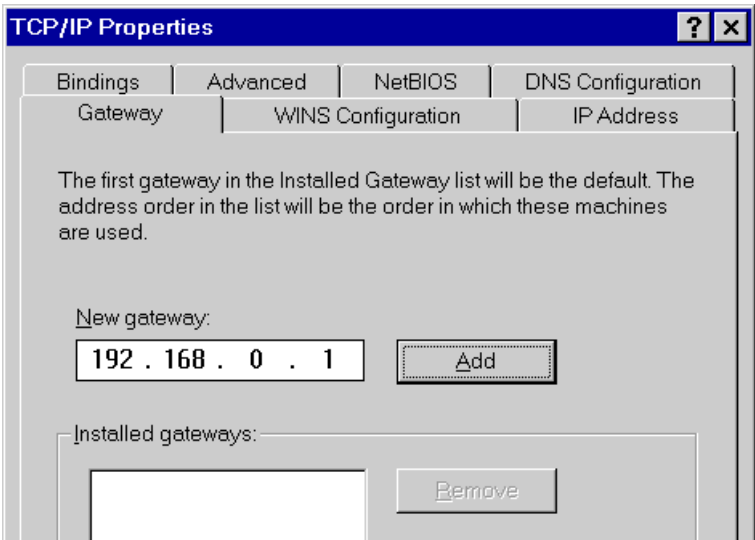 TCP/IP Properties
Bindings Advanced NetBIOS DNS Configuration
Gateway WINS Configuration IP Address
The first gateway in the Installed Gateway list will be the default. The
address order in the list will be the order in which these machines
are used.
New gateway:
192 . 168 . 0 . 1 Add
Installed gateways:
Remove